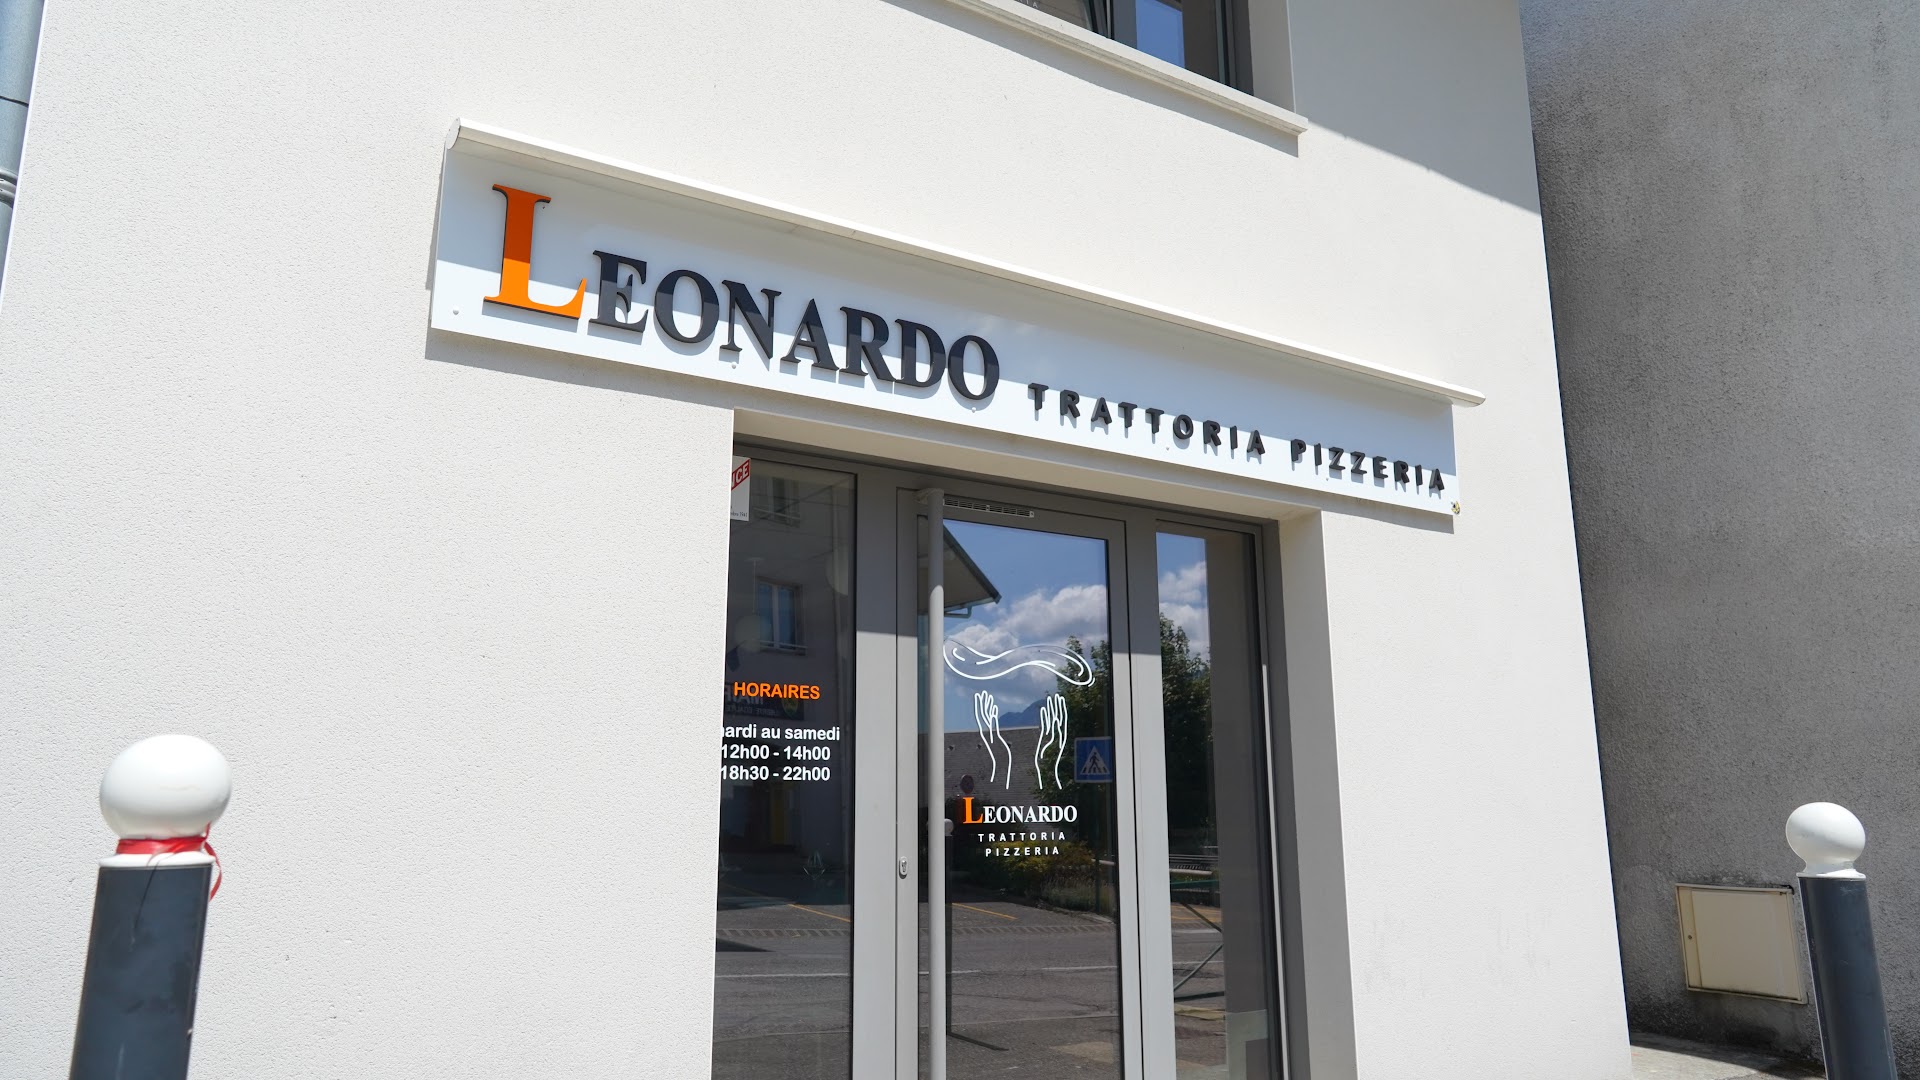 LEONARDO TRATTORIA PIZZERIA
HORAIRES
ardi au samedi
12h00 - 14h00
18h30 - 22h00
LEONARDO
TRATTORIA
PIZZERIA